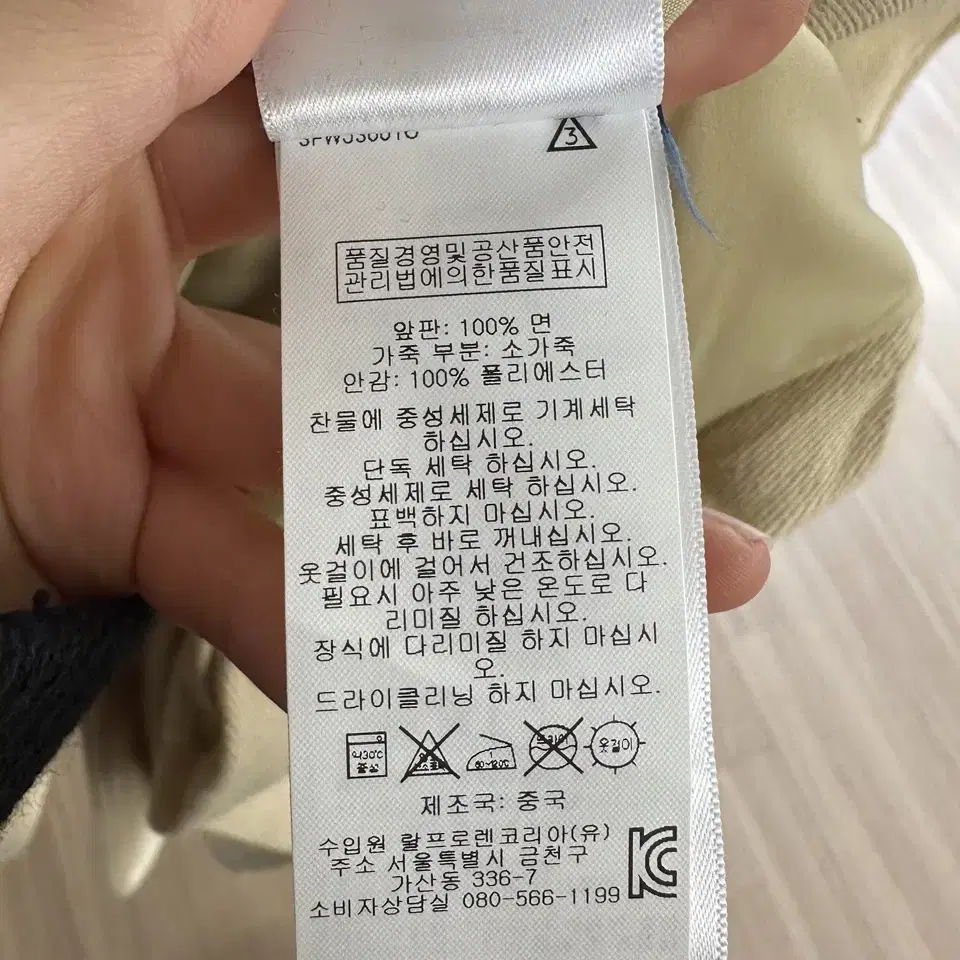 3
품질경영및공산품안전
관리법에의한품질표시
앞판: 100% 면
가죽 부분: 소가죽
안감: 100% 폴리에스터
찬물에 중성세제로 기계세탁
하십시오.
단독 세탁 하십시오.
중성세제로 세탁 하십시오.
표백하지 마십시오.
세탁 후 바로 꺼내십시오.
옷걸이에 걸어서 건조하십시오.
필요시 아주 낮은 온도로 다
리미질 하십시오.
장식에 다리미질 하지 마십시
오.
드라이클리닝 하지 마십시오.
약30℃
중성
80~120℃
드라이
옷걸이
제조국: 중국
수입원 랄프로렌코리아(유)
주소 서울특별시 금천구
가산동 336-7
소비자상담실 080-566-1199